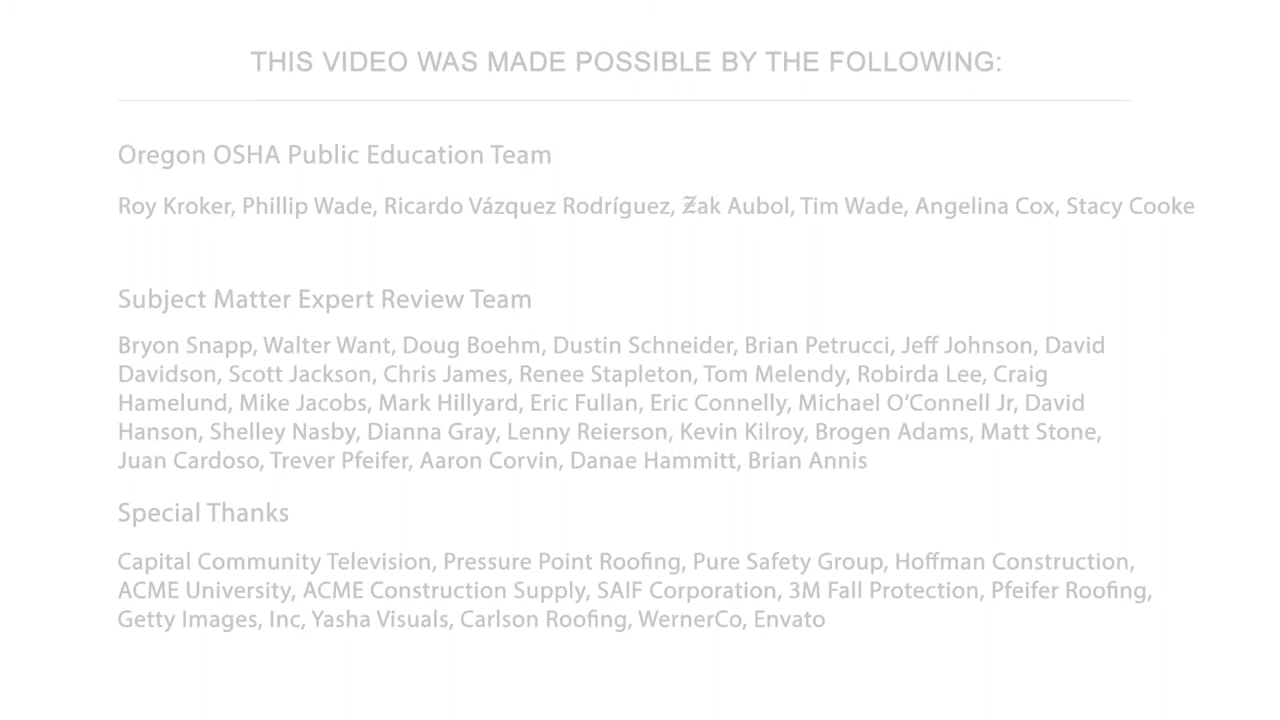 THIS VIDEO WAS MADE POSSIBLE BY THE FOLLOWING:
Oregon OSHA Public Education Team
Roy Kroker, Phillip Wade, Ricardo Vázquez Rodríguez, Zak Aubol, Tim Wade, Angelina Cox, Stacy Cooke
Subject Matter Expert Review Team
Bryon Snapp, Walter Want, Doug Boehm, Dustin Schneider, Brian Petrucci, Jeff Johnson, David
Davidson, Scott Jackson, Chris James, Renee Stapleton, Tom Melendy, Robirda Lee, Craig
Hamelund, Mike Jacobs, Mark Hillyard, Eric Fullan, Eric Connelly, Michael O’Connell Jr, David
Hanson, Shelley Nasby, Dianna Gray, Lenny Reierson, Kevin Kilroy, Brogen Adams, Matt Stone,
Juan Cardoso, Trever Pfeifer, Aaron Corvin, Danae Hammitt, Brian Annis
Special Thanks
Capital Community Television, Pressure Point Roofing, Pure Safety Group, Hoffman Construction,
ACME University, ACME Construction Supply, SAIF Corporation, 3M Fall Protection, Pfeifer Roofing,
Getty Images, Inc, Yasha Visuals, Carlson Roofing, WernerCo, Envato